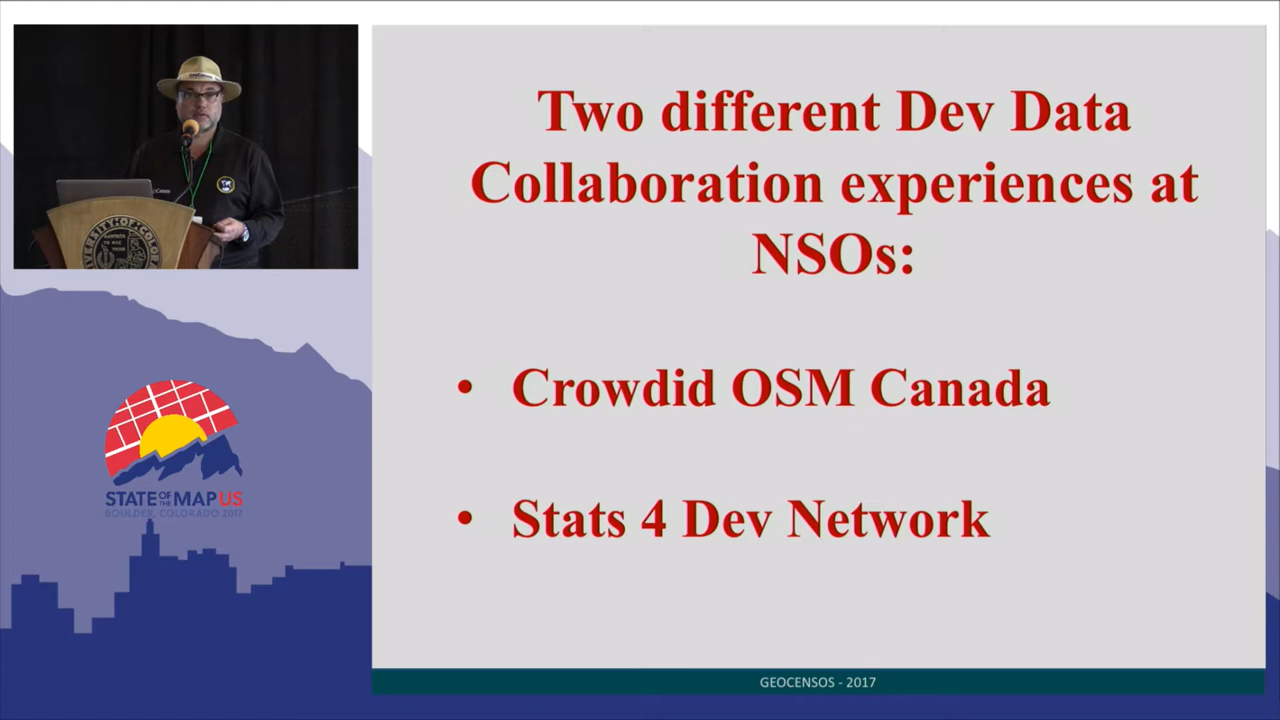 Two different Dev Data
Collaboration experiences at
NSOs:
• Crowdid OSM Canada
• Stats 4 Dev Network
GEOCENSOS - 2017
STATE OF THE MAP US
BOULDER, COLORADO 2017